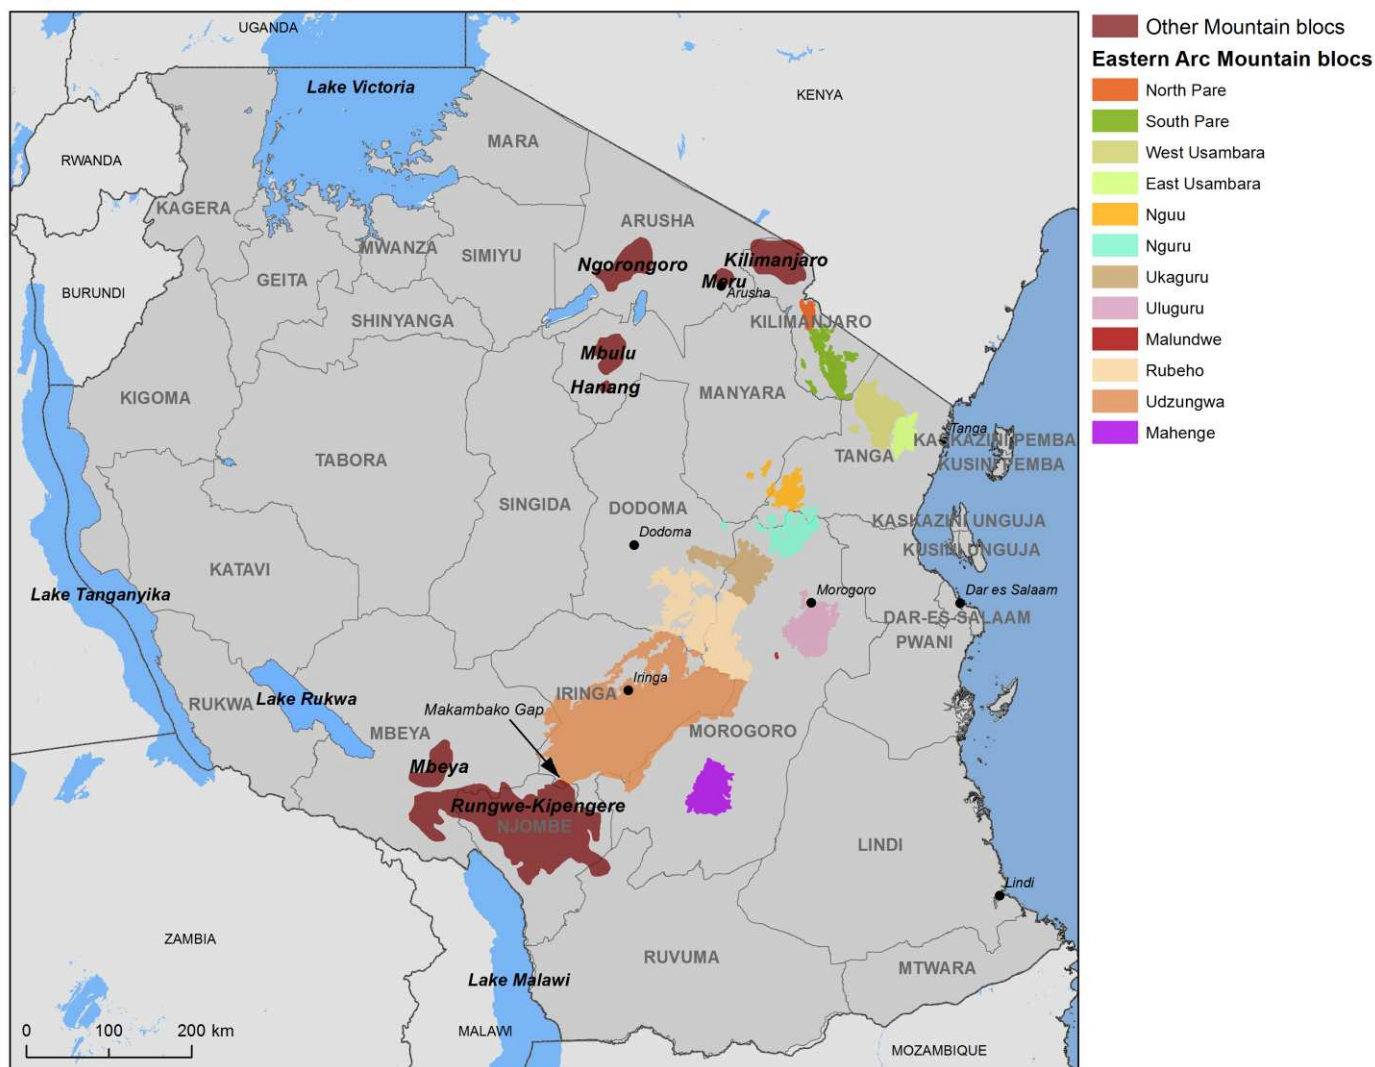 UGANDA
Lake Victoria
KENYA
MARA
RWANDA
KAGERA
ARUSHA
MWANZA
SIMIYU
Ngorongoro
Kilimanjaro
Meru
GEITA
BURUNDI
Arusha
SHINYANGA
KILIMANJARO
Mbulu
Hanang
KIGOMA
MANYARA
Tanga
KASKAZINI PEMBA
TANGA
KUSINI PEMBA
TABORA
SINGIDA
DODOMA
KASKAZINI UNGUJA
Dodoma
KUSINI UNGUJA
KATAVI
Lake Tanganyika
Morogoro
Dar es Salaam
DAR-ES-SALAAM
PWANI
Iringa
IRINGA
RUKWA
Lake Rukwa
Makambako Gap
MBEYA
MOROGORO
Mbeya
Rungwe-Kipengere
NJOMBE
LINDI
Lindi
ZAMBIA
RUVUMA
MTWARA
Lake Malawi
0 100 200 km
MALAWI
MOZAMBIQUE
Other Mountain blocs
Eastern Arc Mountain blocs
North Pare
South Pare
West Usambara
East Usambara
Nguu
Nguru
Ukaguru
Uluguru
Malundwe
Rubeho
Udzungwa
Mahenge